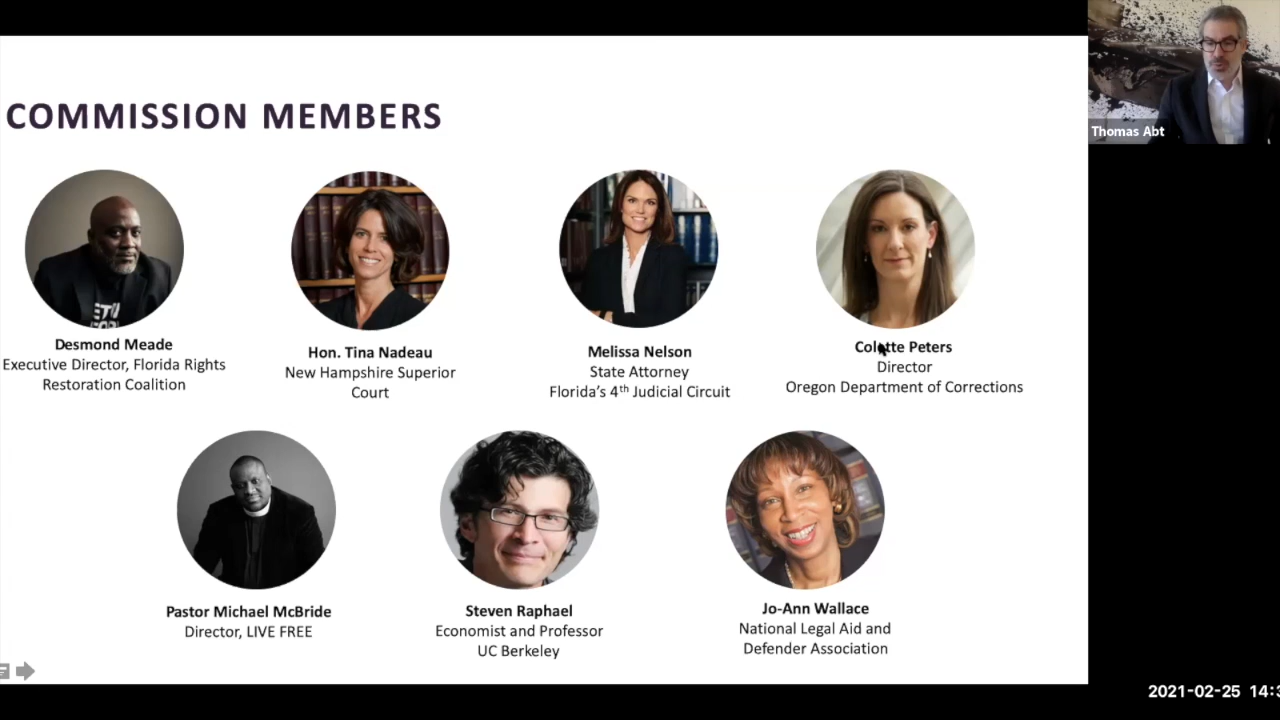 COMMISSION MEMBERS
Thomas Abt
Desmond Meade
Executive Director, Florida Rights
Restoration Coalition
Hon. Tina Nadeau
New Hampshire Superior
Court
Melissa Nelson
State Attorney
Florida's 4th Judicial Circuit
Colette Peters
Director
Oregon Department of Corrections
Pastor Michael McBride
Director, LIVE FREE
Steven Raphael
Economist and Professor
UC Berkeley
Jo-Ann Wallace
National Legal Aid and
Defender Association
2021-02-25 14:3